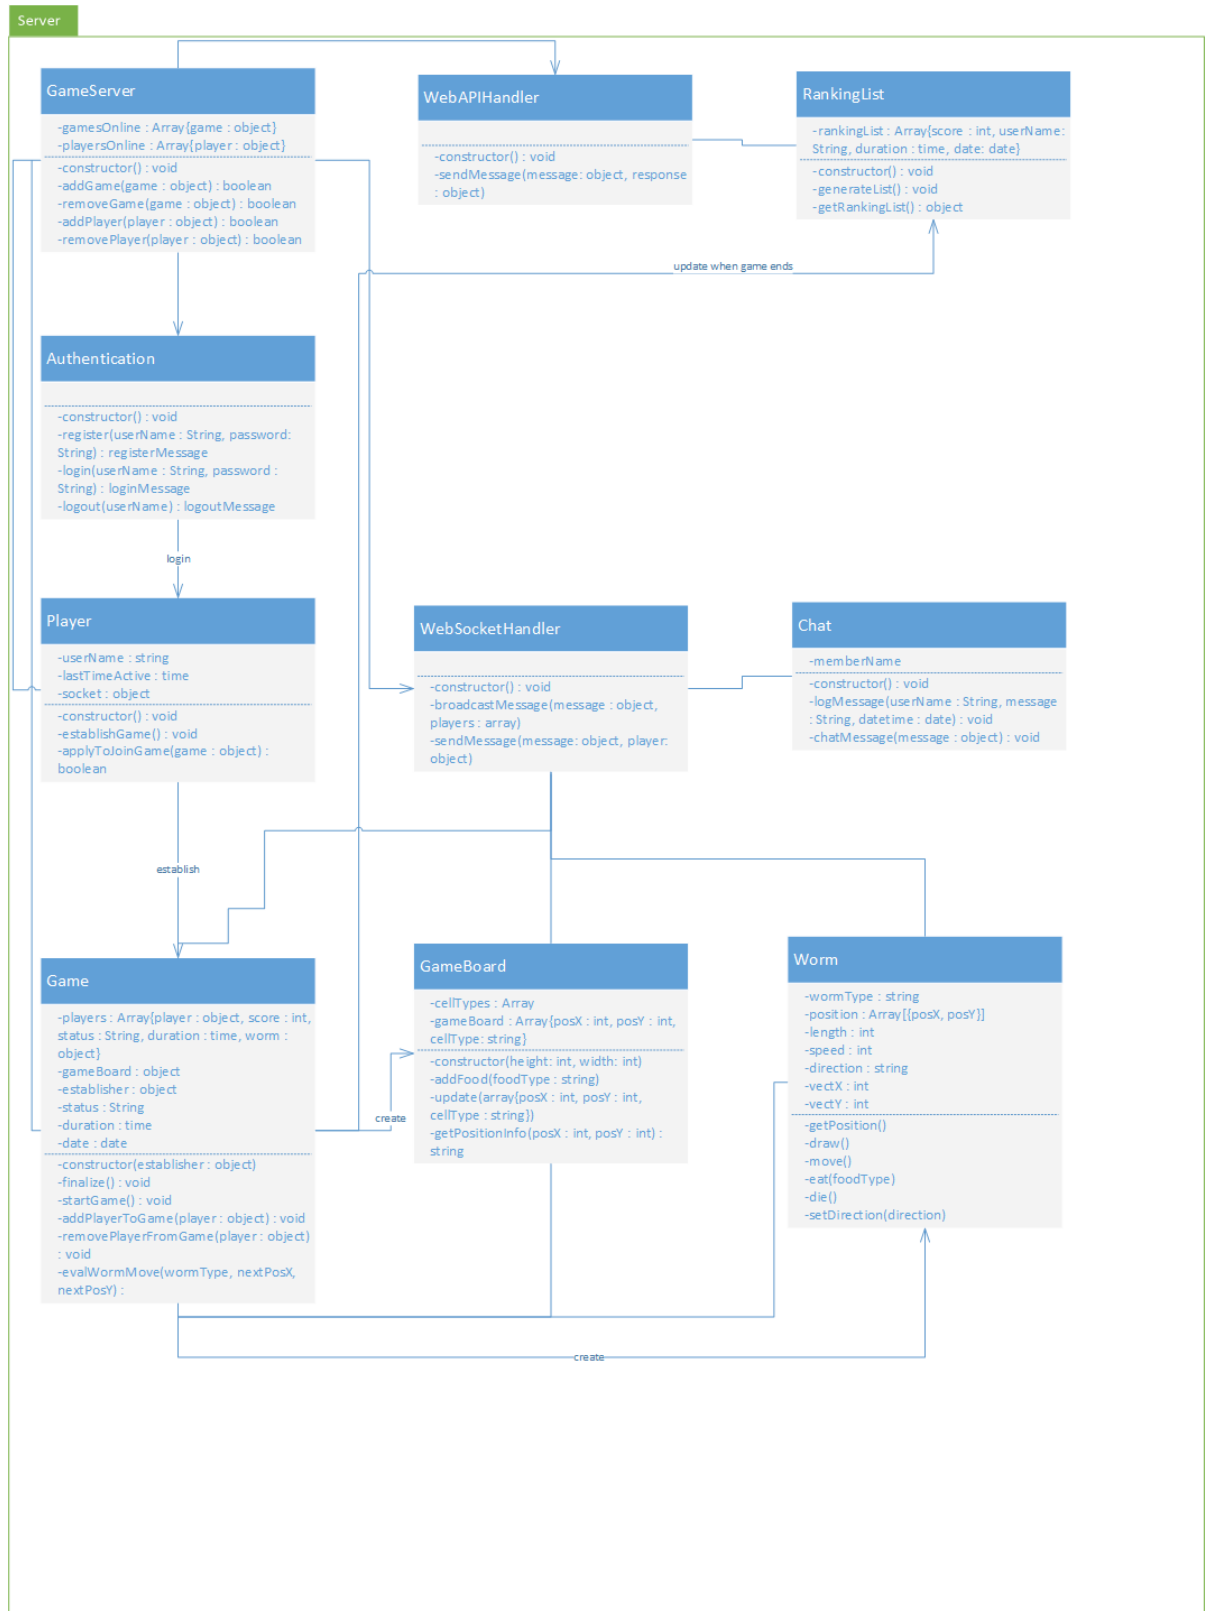 Server
GameServer
-gamesOnline : Array{game : object}
-playersOnline : Array{player : object}
-constructor() : void
-addGame(game : object) : boolean
-removeGame(game : object) : boolean
-addPlayer(player : object) : boolean
-removePlayer(player : object) : boolean
WebAPIHandler
-constructor() : void
-sendMessage(message: object, response
: object)
RankingList
-rankingList : Array{score : int, userName:
String, duration : time, date: date}
-constructor() : void
-generateList() : void
-getRankingList() : object
update when game ends
Authentication
-constructor() : void
-register(userName : String, password:
String) : registerMessage
-login(userName : String, password :
String) : loginMessage
-logout(userName) : logoutMessage
login
Player
-userName : string
-lastTimeActive : time
-socket : object
-constructor() : void
-establishGame() : void
-applyToJoinGame(game : object) :
boolean
WebSocketHandler
-constructor() : void
-broadcastMessage(message : object,
players : array)
-sendMessage(message: object, player:
object)
Chat
-memberName
-constructor() : void
-logMessage(userName : String, message
: String, datetime : date) : void
-chatMessage(message : object) : void
establish
Game
-players : Array{player : object, score : int,
status : String, duration : time, worm :
object}
-gameBoard : object
-establisher : object
-status : String
-duration : time
-date : date
-constructor(establisher : object)
-finalize() : void
-startGame() : void
-addPlayerToGame(player : object) : void
-removePlayerFromGame(player : object)
: void
-evalWormMove(wormType, nextPosX,
nextPosY) :
create
GameBoard
-cellTypes : Array
-gameBoard : Array{posX : int, posY : int,
cellType: string}
-constructor(height: int, width: int)
-addFood(foodType : string)
-update(array{posX : int, posY : int,
cellType : string})
-getPositionInfo(posX : int, posY : int) :
string
Worm
-wormType : string
-position : Array[{posX, posY}]
-length : int
-speed : int
-direction : string
-vectX : int
-vectY : int
-getPosition()
-draw()
-move()
-eat(foodType)
-die()
-setDirection(direction)
create